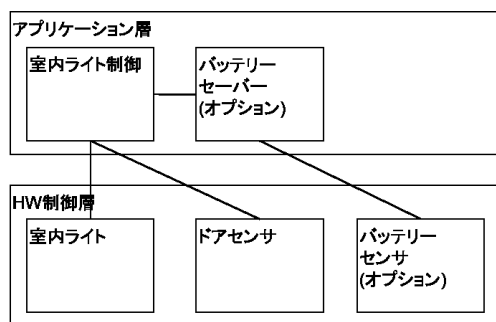 アプリケーション層
室内ライト制御
バッテリー
セーバー
(オプション)
HW制御層
室内ライト
ドアセンサ
バッテリー
センサ
(オプション)